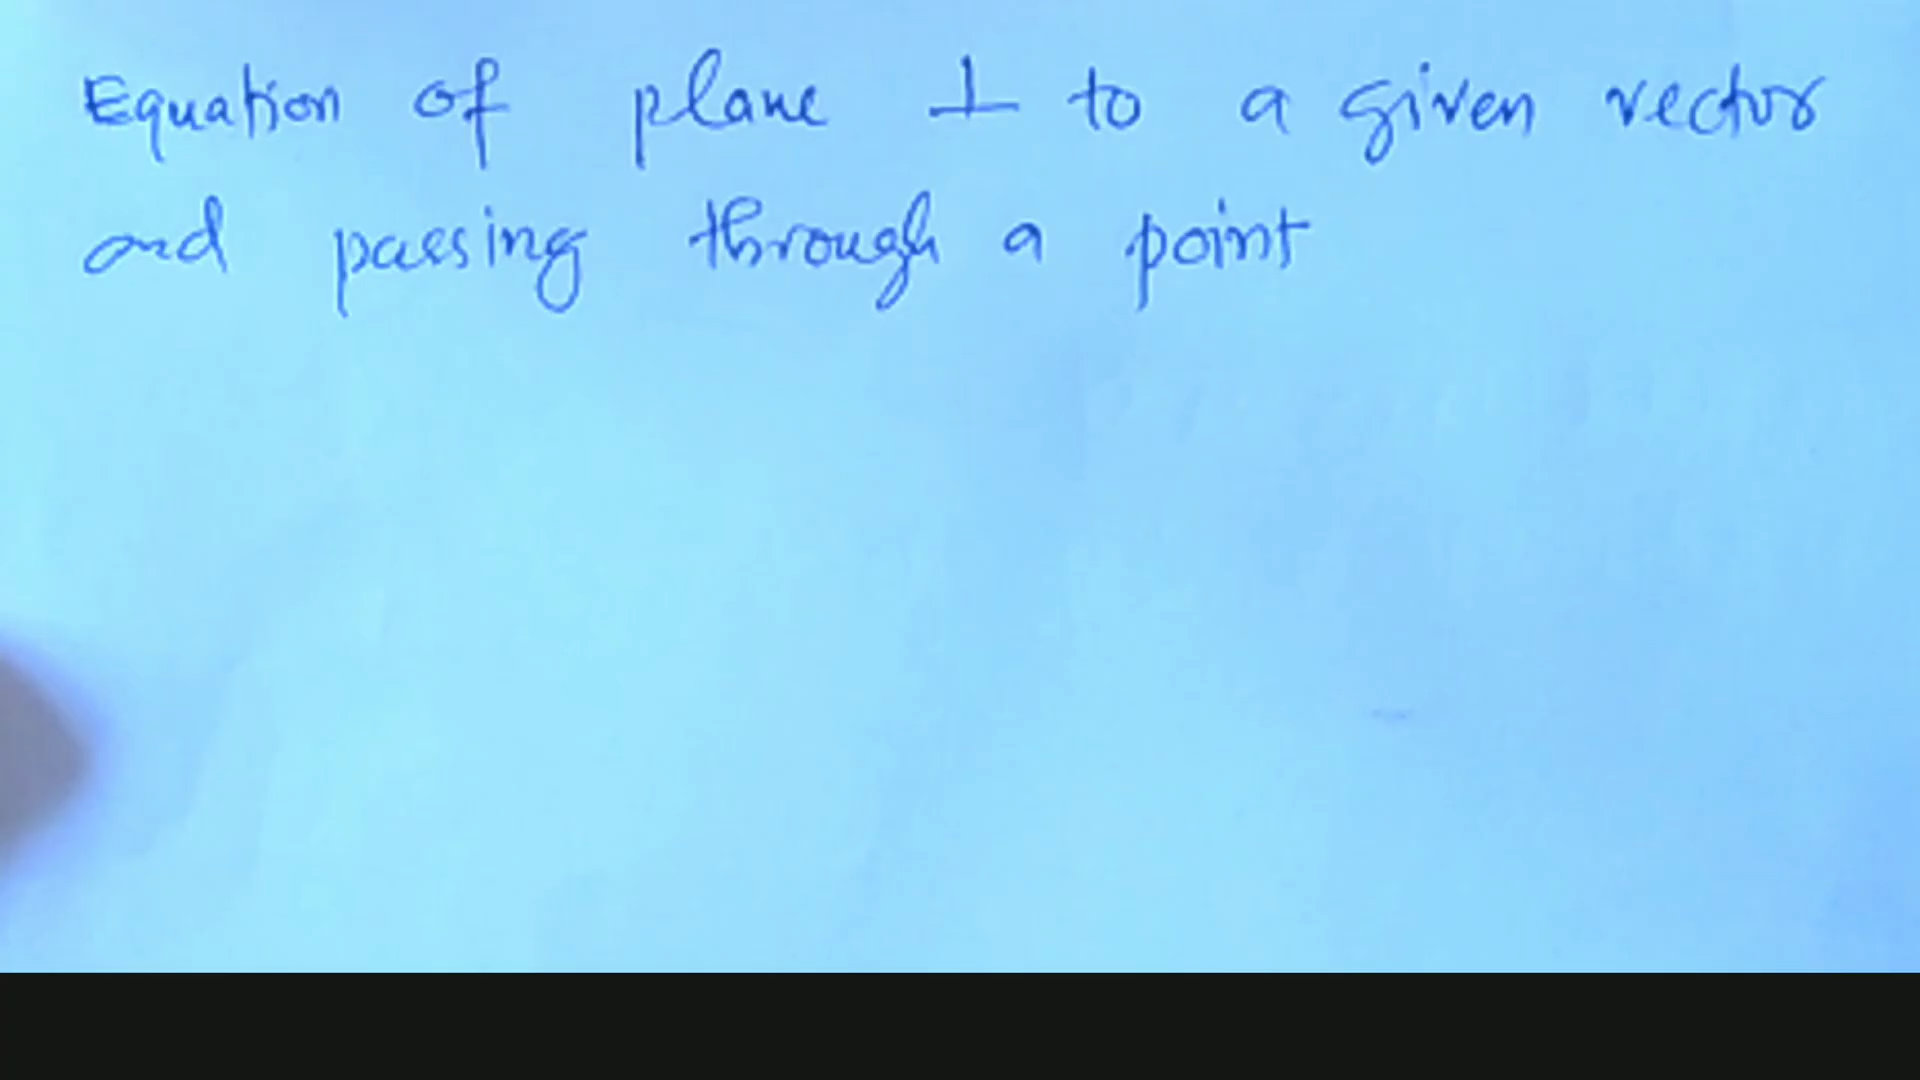 Equation of plane ⊥ to a given vector
and passing through a point